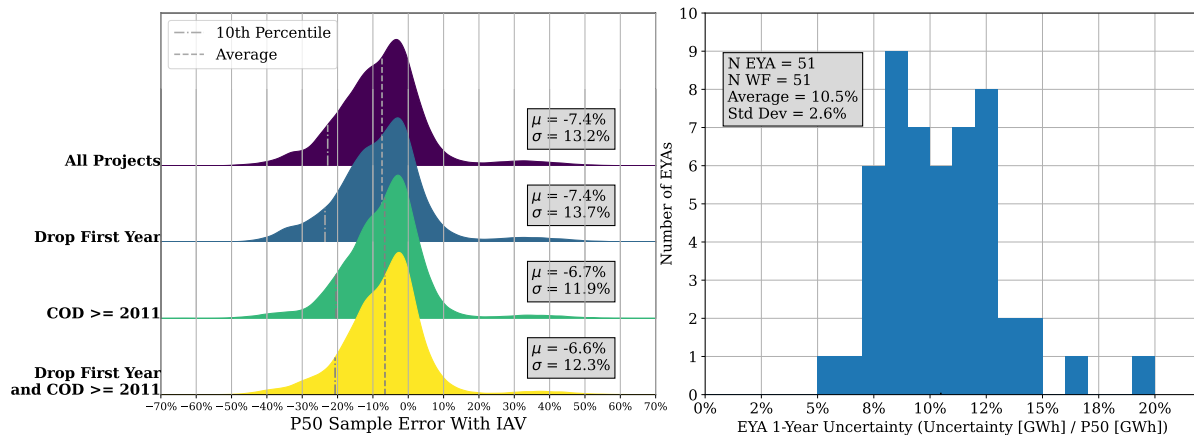 10th Percentile
Average
All Projects
μ = -7.4%
σ = 13.2%
Drop First Year
μ = -7.4%
σ = 13.7%
COD >= 2011
μ = -6.7%
σ = 11.9%
Drop First Year
and COD >= 2011
μ = -6.6%
σ = 12.3%
−70% −60% −50% −40% −30% −20% −10% 0% 10% 20% 30% 40% 50% 60% 70%
P50 Sample Error With IAV
10
9
8
7
6
5
4
3
2
1
0
Number of EYAs
N EYA = 51
N WF = 51
Average = 10.5%
Std Dev = 2.6%
0% 2% 5% 8% 10% 12% 15% 18% 20%
EYA 1-Year Uncertainty (Uncertainty [GWh] / P50 [GWh])